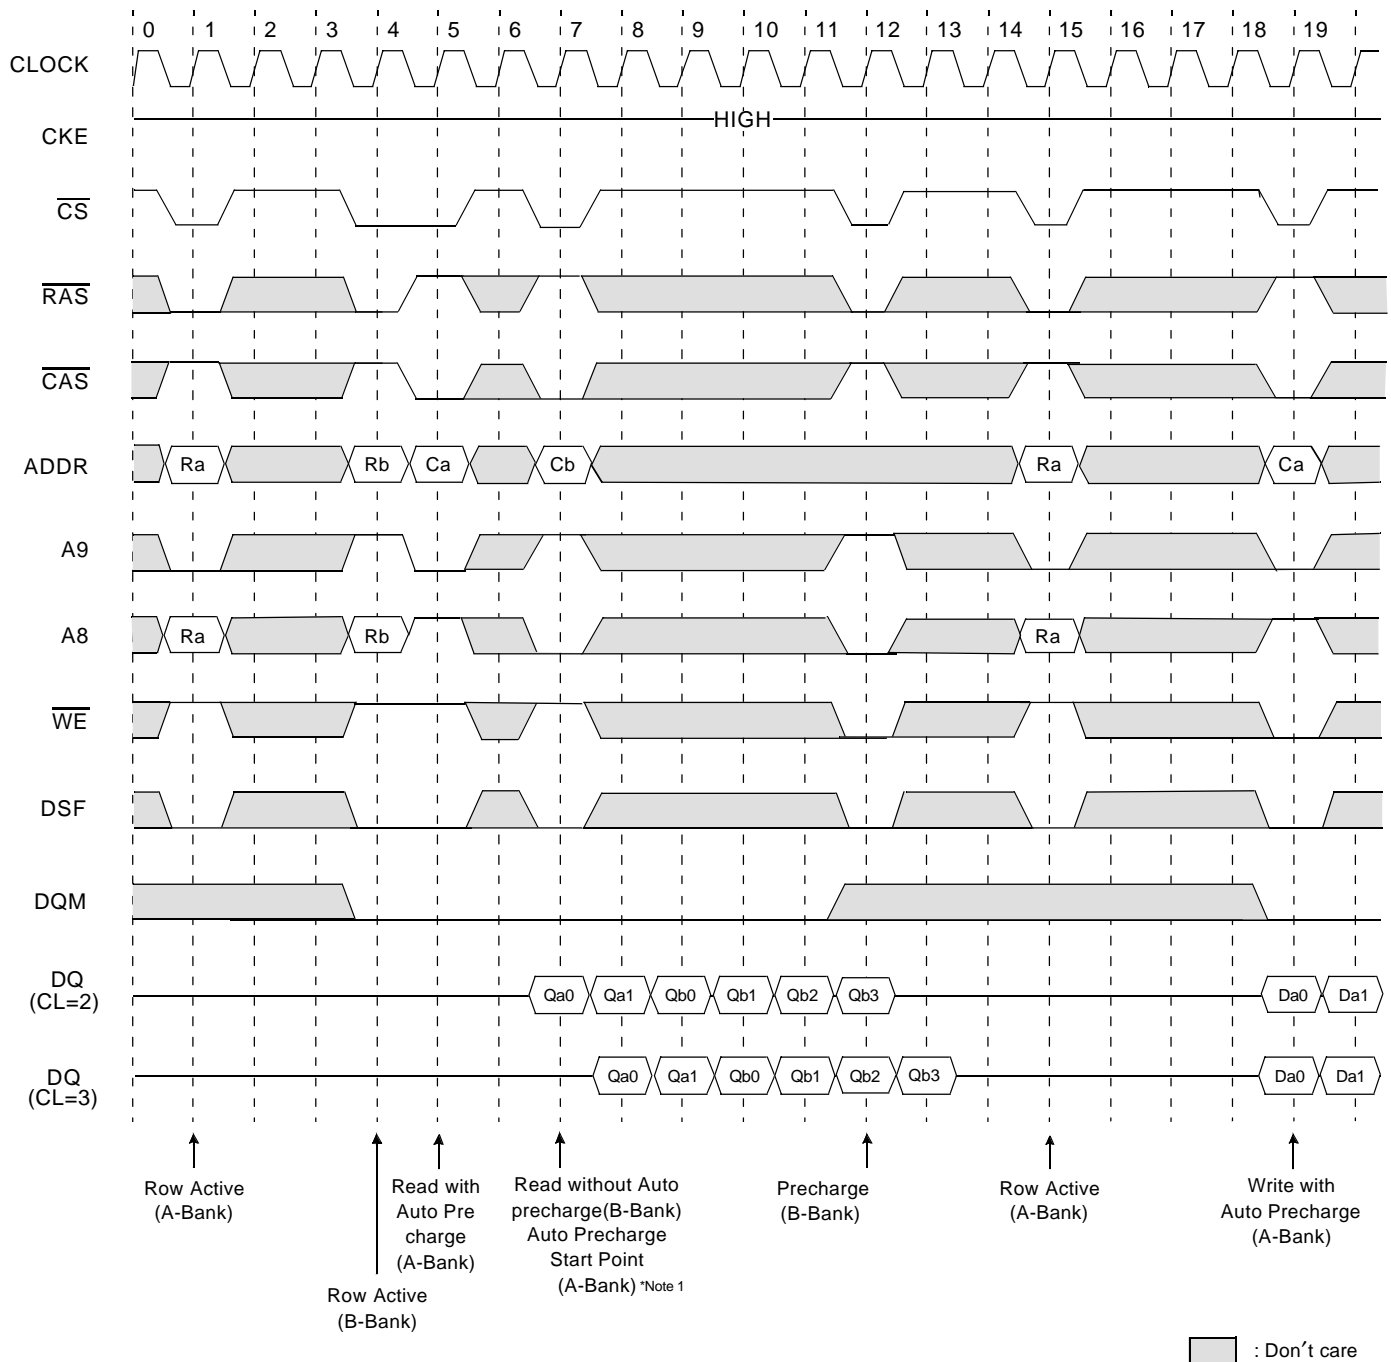 0 1 2 3 4 5 6 7 8 9 10 11 12 13 14 15 16 17 18 19
CLOCK
CKE
HIGH
CS
RAS
CAS
ADDR
Ra Rb Ca Cb Ra Ca
A9
A8
Ra Rb Ra
WE
DSF
DQM
DQ
(CL=2)
Qa0 Qa1 Qb0 Qb1 Qb2 Qb3 Da0 Da1
DQ
(CL=3)
Qa0 Qa1 Qb0 Qb1 Qb2 Qb3 Da0 Da1
Row Active
(A-Bank)
Row Active
(B-Bank)
Read with
Auto Pre
charge
(A-Bank)
Read without Auto
precharge(B-Bank)
Auto Precharge
Start Point
(A-Bank) *Note 1
Precharge
(B-Bank)
Row Active
(A-Bank)
Write with
Auto Precharge
(A-Bank)
: Don′t care